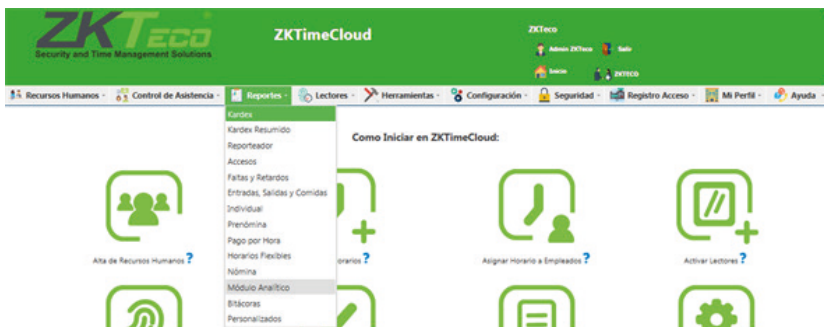 ZKTeco
Security and Time Management Solutions
ZKTimeCloud
ZKTeco
Admin ZKTeco
Salir
Inicio
ZKTECO
Recursos Humanos
Control de Asistencia
Reportes
Lectores
Herramientas
Configuración
Seguridad
Registro Acceso
Mi Perfil
Ayuda
Kardex
Kardex Resumido
Reporteador
Accesos
Faltas y Retardos
Entradas, Salidas y Comidas
Individual
Prenómina
Pago por Hora
Horarios Flexibles
Nómina
Módulo Analítico
Bitácoras
Personalizados
Como Iniciar en ZKTimeCloud:
Alta de Recursos Humanos ?
orarios ?
Asignar Horario a Empleados ?
Activar Lectores ?